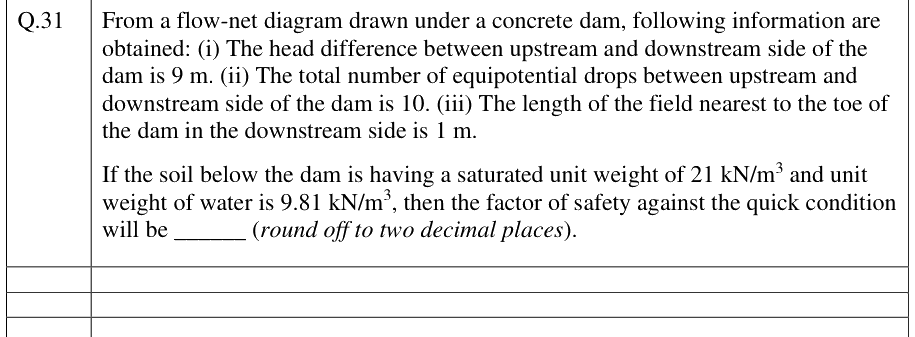 Q.31 From a flow-net diagram drawn under a concrete dam, following information are
obtained: (i) The head difference between upstream and downstream side of the
dam is 9 m. (ii) The total number of equipotential drops between upstream and
downstream side of the dam is 10. (iii) The length of the field nearest to the toe of
the dam in the downstream side is 1 m.
If the soil below the dam is having a saturated unit weight of 21 kN/m³ and unit
weight of water is 9.81 kN/m³, then the factor of safety against the quick condition
will be ______ (round off to two decimal places).